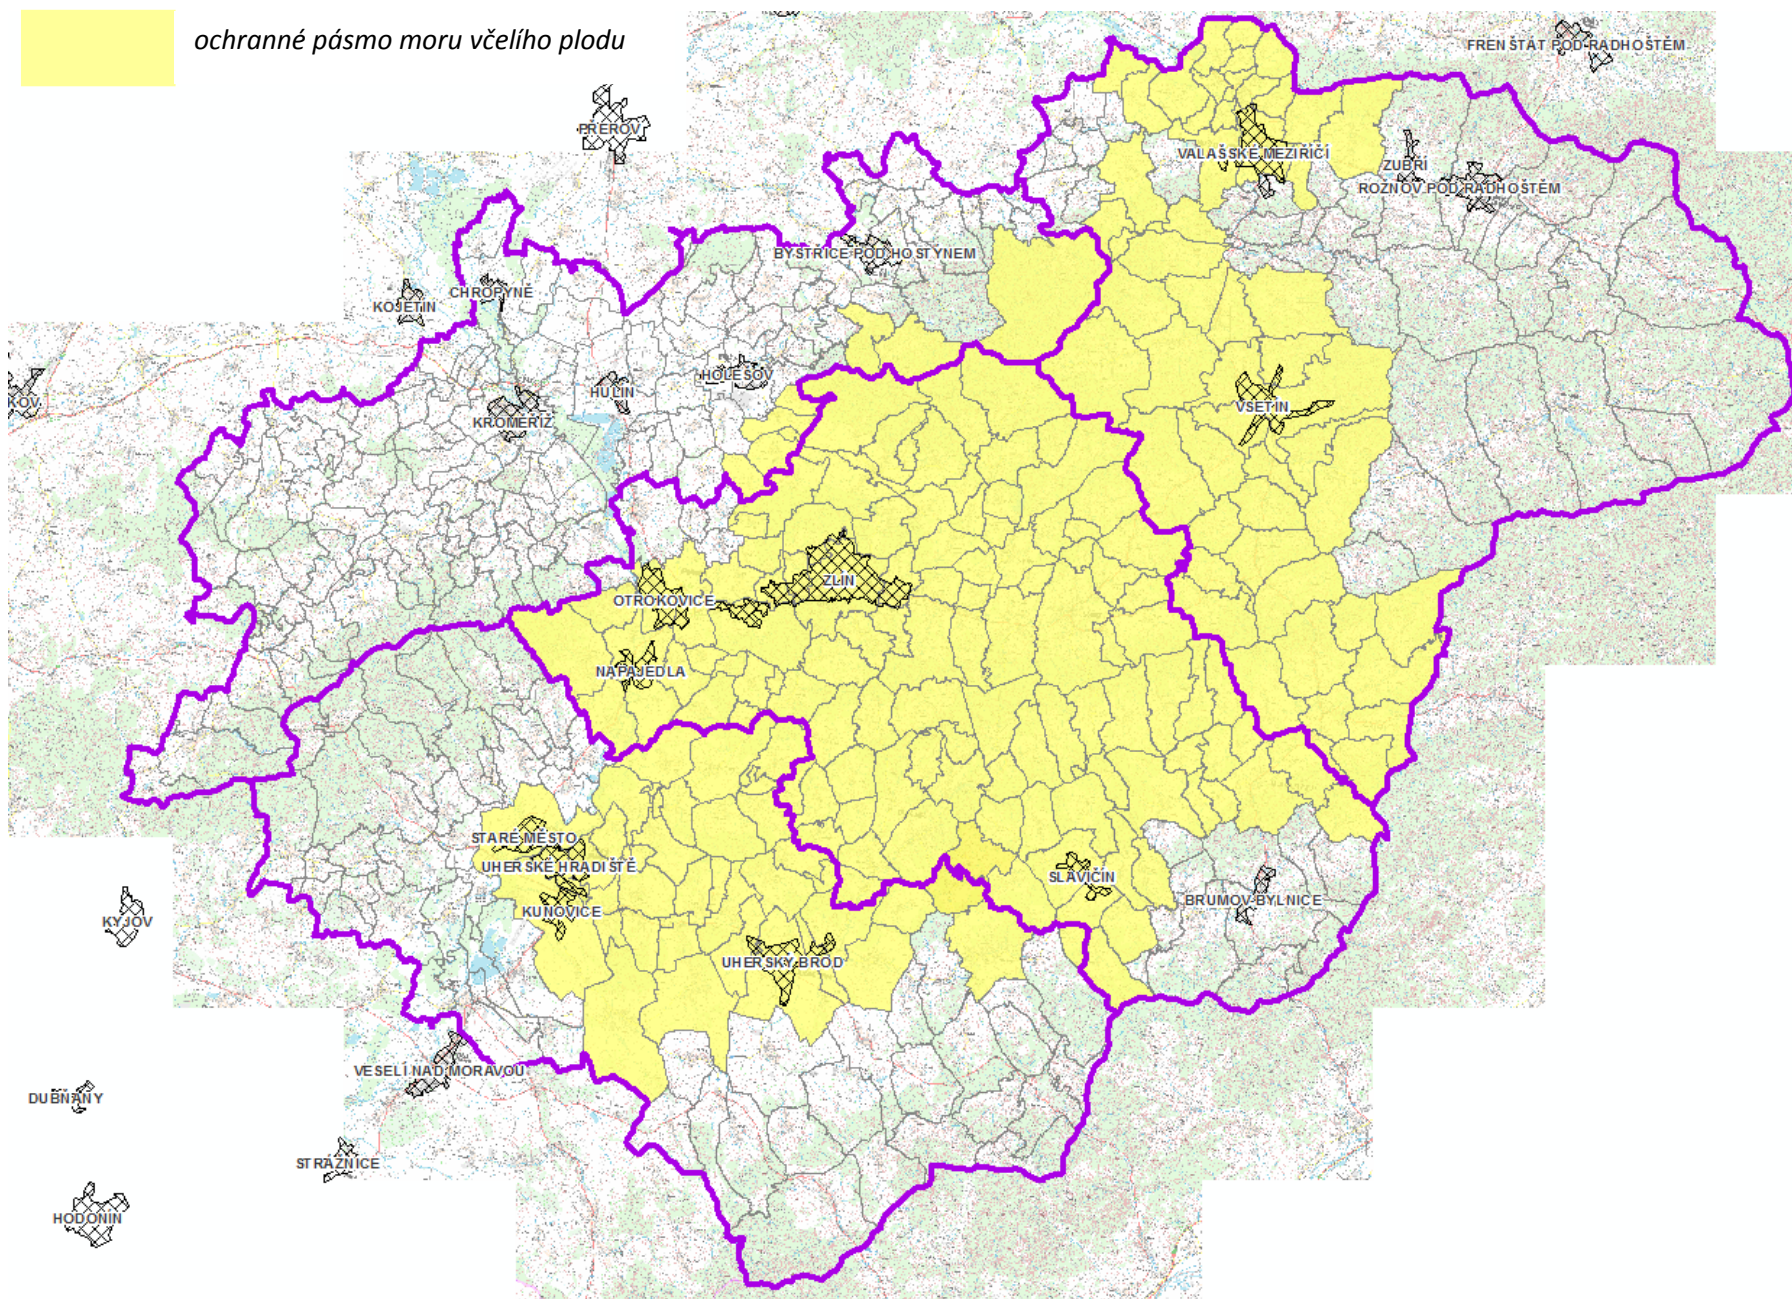 ochranné pásmo moru včelího plodu
FRENŠTÁT POD RADHOŠTĚM
PŘEROV
VALAŠSKÉ MEZIŘÍČÍ
ZUBŘÍ
ROŽNOV POD RADHOŠTĚM
BYSTŘICE POD HOSTÝNEM
CHROPYNĚ
KOJETÍN
HOLEŠOV
HULÍN
KOV
VSETÍN
KROMĚŘÍŽ
ZLÍN
OTROKOVICE
NAPAJEDLA
STARÉ MĚSTO
UHERSKÉ HRADIŠTĚ
SLAVIČÍN
BRUMOV-BYLNICE
KUNOVICE
KYJOV
UHERSKÝ BROD
VESELÍ NAD MORAVOU
DUBŇANY
STRÁŽNICE
HODONÍN